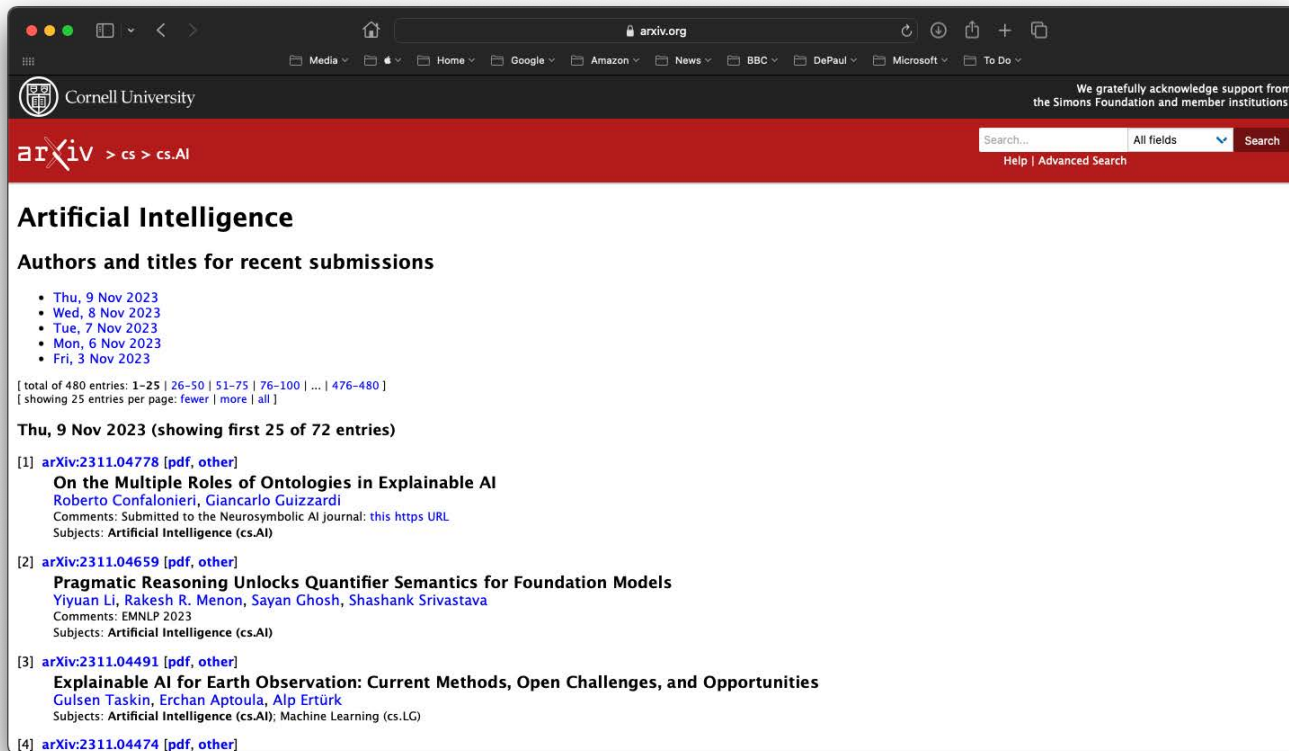 arxiv.org
Media
Home
Google
Amazon
News
BBC
DePaul
Microsoft
To Do
Cornell University
We gratefully acknowledge support from
the Simons Foundation and member institutions
arXiv > cs > cs.AI
Search...
All fields
Search
Help | Advanced Search
Artificial Intelligence
Authors and titles for recent submissions
• Thu, 9 Nov 2023
• Wed, 8 Nov 2023
• Tue, 7 Nov 2023
• Mon, 6 Nov 2023
• Fri, 3 Nov 2023
[ total of 480 entries: 1-25 | 26-50 | 51-75 | 76-100 | ... | 476-480 ]
[ showing 25 entries per page: fewer | more | all ]
Thu, 9 Nov 2023 (showing first 25 of 72 entries)
[1] arXiv:2311.04778 [pdf, other]
On the Multiple Roles of Ontologies in Explainable AI
Roberto Confalonieri, Giancarlo Guizzardi
Comments: Submitted to the Neurosymbolic AI journal: this https URL
Subjects: Artificial Intelligence (cs.AI)
[2] arXiv:2311.04659 [pdf, other]
Pragmatic Reasoning Unlocks Quantifier Semantics for Foundation Models
Yiyuan Li, Rakesh R. Menon, Sayan Ghosh, Shashank Srivastava
Comments: EMNLP 2023
Subjects: Artificial Intelligence (cs.AI)
[3] arXiv:2311.04491 [pdf, other]
Explainable AI for Earth Observation: Current Methods, Open Challenges, and Opportunities
Gulsen Taskin, Erchan Aptoula, Alp Ertürk
Subjects: Artificial Intelligence (cs.AI); Machine Learning (cs.LG)
[4] arXiv:2311.04474 [pdf, other]